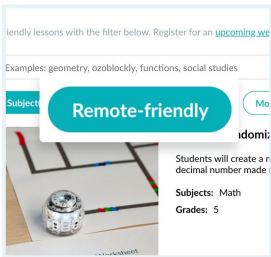 iendly lessons with the filter below. Register for an upcoming we
Examples: geometry, ozoblockly, functions, social studies
Subject
Remote-friendly
Mo
ndomiz
Students will create a r
decimal number made
Subjects: Math
Grades: 5
Worksheet